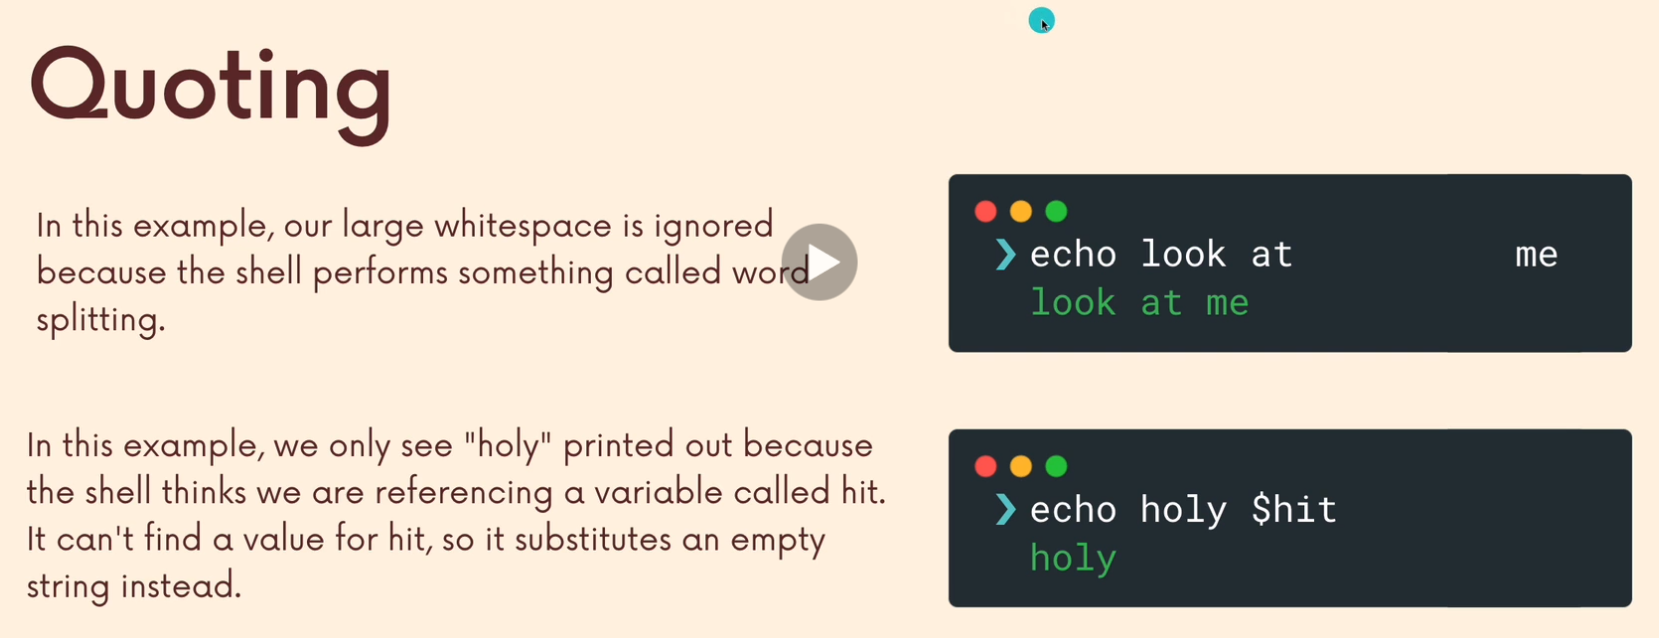 Quoting
In this example, our large whitespace is ignored
because the shell performs something called word
splitting.
❯ echo look at          me
look at me
In this example, we only see "holy" printed out because
the shell thinks we are referencing a variable called hit.
It can't find a value for hit, so it substitutes an empty
string instead.
❯ echo holy $hit
holy